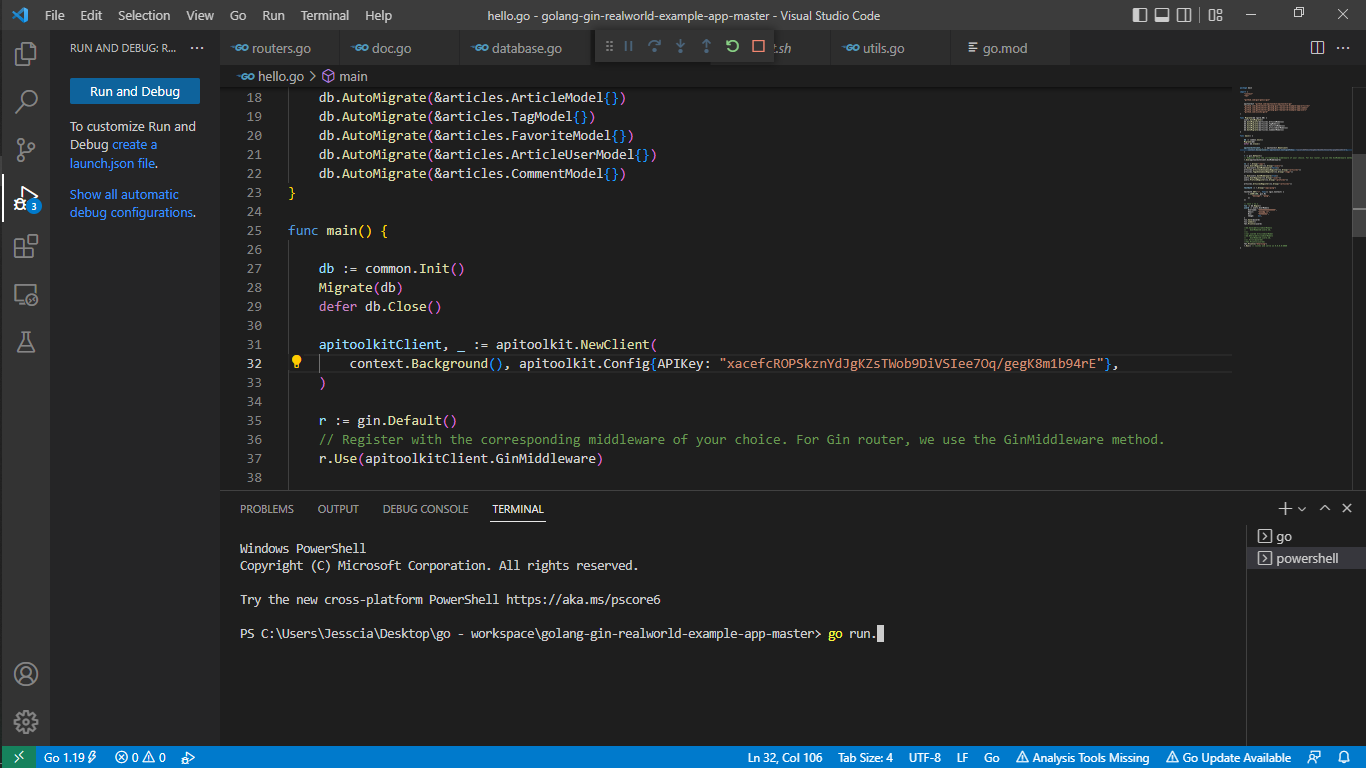 File Edit Selection View Go Run Terminal Help hello.go - golang-gin-realworld-example-app-master - Visual Studio Code
RUN AND DEBUG: R... ···
Run and Debug
To customize Run and
Debug create a
launch.json file.
Show all automatic
debug configurations.
3
routers.go doc.go database.go .sh utils.go go.mod ···
hello.go > main
18 db.AutoMigrate(&articles.ArticleModel{})
19 db.AutoMigrate(&articles.TagModel{})
20 db.AutoMigrate(&articles.FavoriteModel{})
21 db.AutoMigrate(&articles.ArticleUserModel{})
22 db.AutoMigrate(&articles.CommentModel{})
23 }
24
25 func main() {
26
27 db := common.Init()
28 Migrate(db)
29 defer db.Close()
30
31 apitoolkitClient, _ := apitoolkit.NewClient(
32 context.Background(), apitoolkit.Config{APIKey: "xacefcROPSkznYdJgKZsTWob9DiVSIee7Oq/gegK8m1b94rE"},
33 )
34
35 r := gin.Default()
36 // Register with the corresponding middleware of your choice. For Gin router, we use the GinMiddleware method.
37 r.Use(apitoolkitClient.GinMiddleware)
38
PROBLEMS OUTPUT DEBUG CONSOLE TERMINAL
Windows PowerShell
Copyright (C) Microsoft Corporation. All rights reserved.
Try the new cross-platform PowerShell https://aka.ms/pscore6
PS C:\Users\Jesscia\Desktop\go - workspace\golang-gin-realworld-example-app-master> go run.
go
powershell
Go 1.19 0 0 Ln 32, Col 106 Tab Size: 4 UTF-8 LF Go Analysis Tools Missing Go Update Available